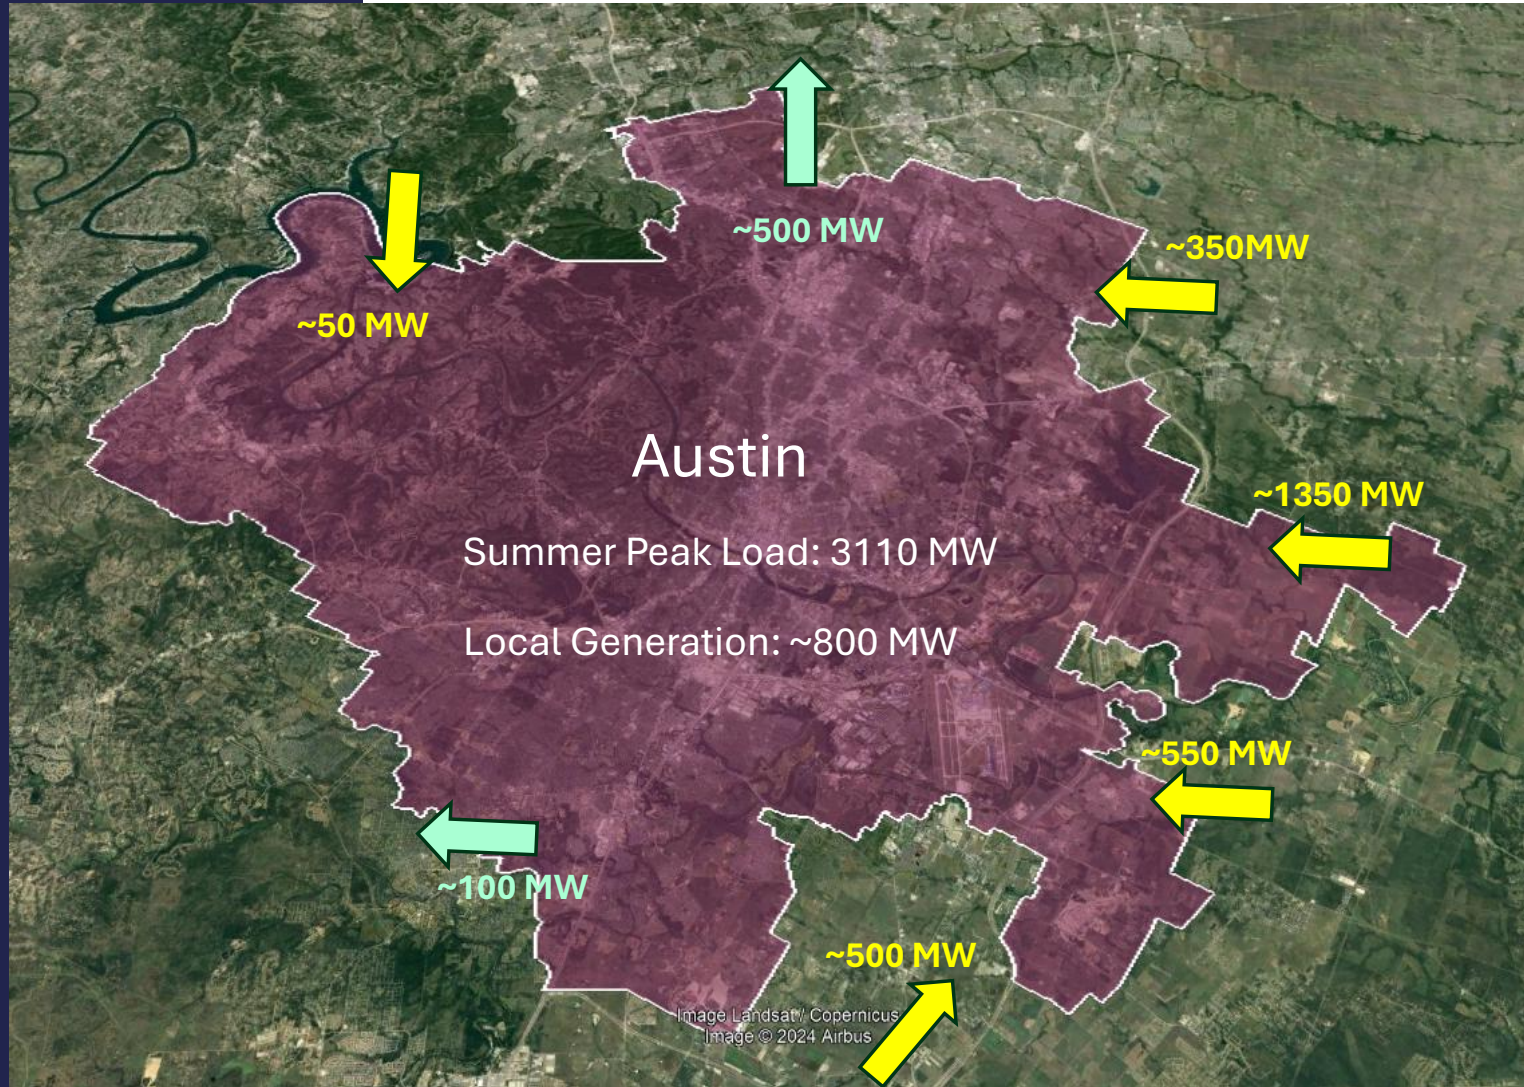 ~500 MW
~350MW
~50 MW
Austin
~1350 MW
Summer Peak Load: 3110 MW
Local Generation: ~800 MW
~550 MW
~100 MW
~500 MW
Image Landsat / Copernicus
Image © 2024 Airbus